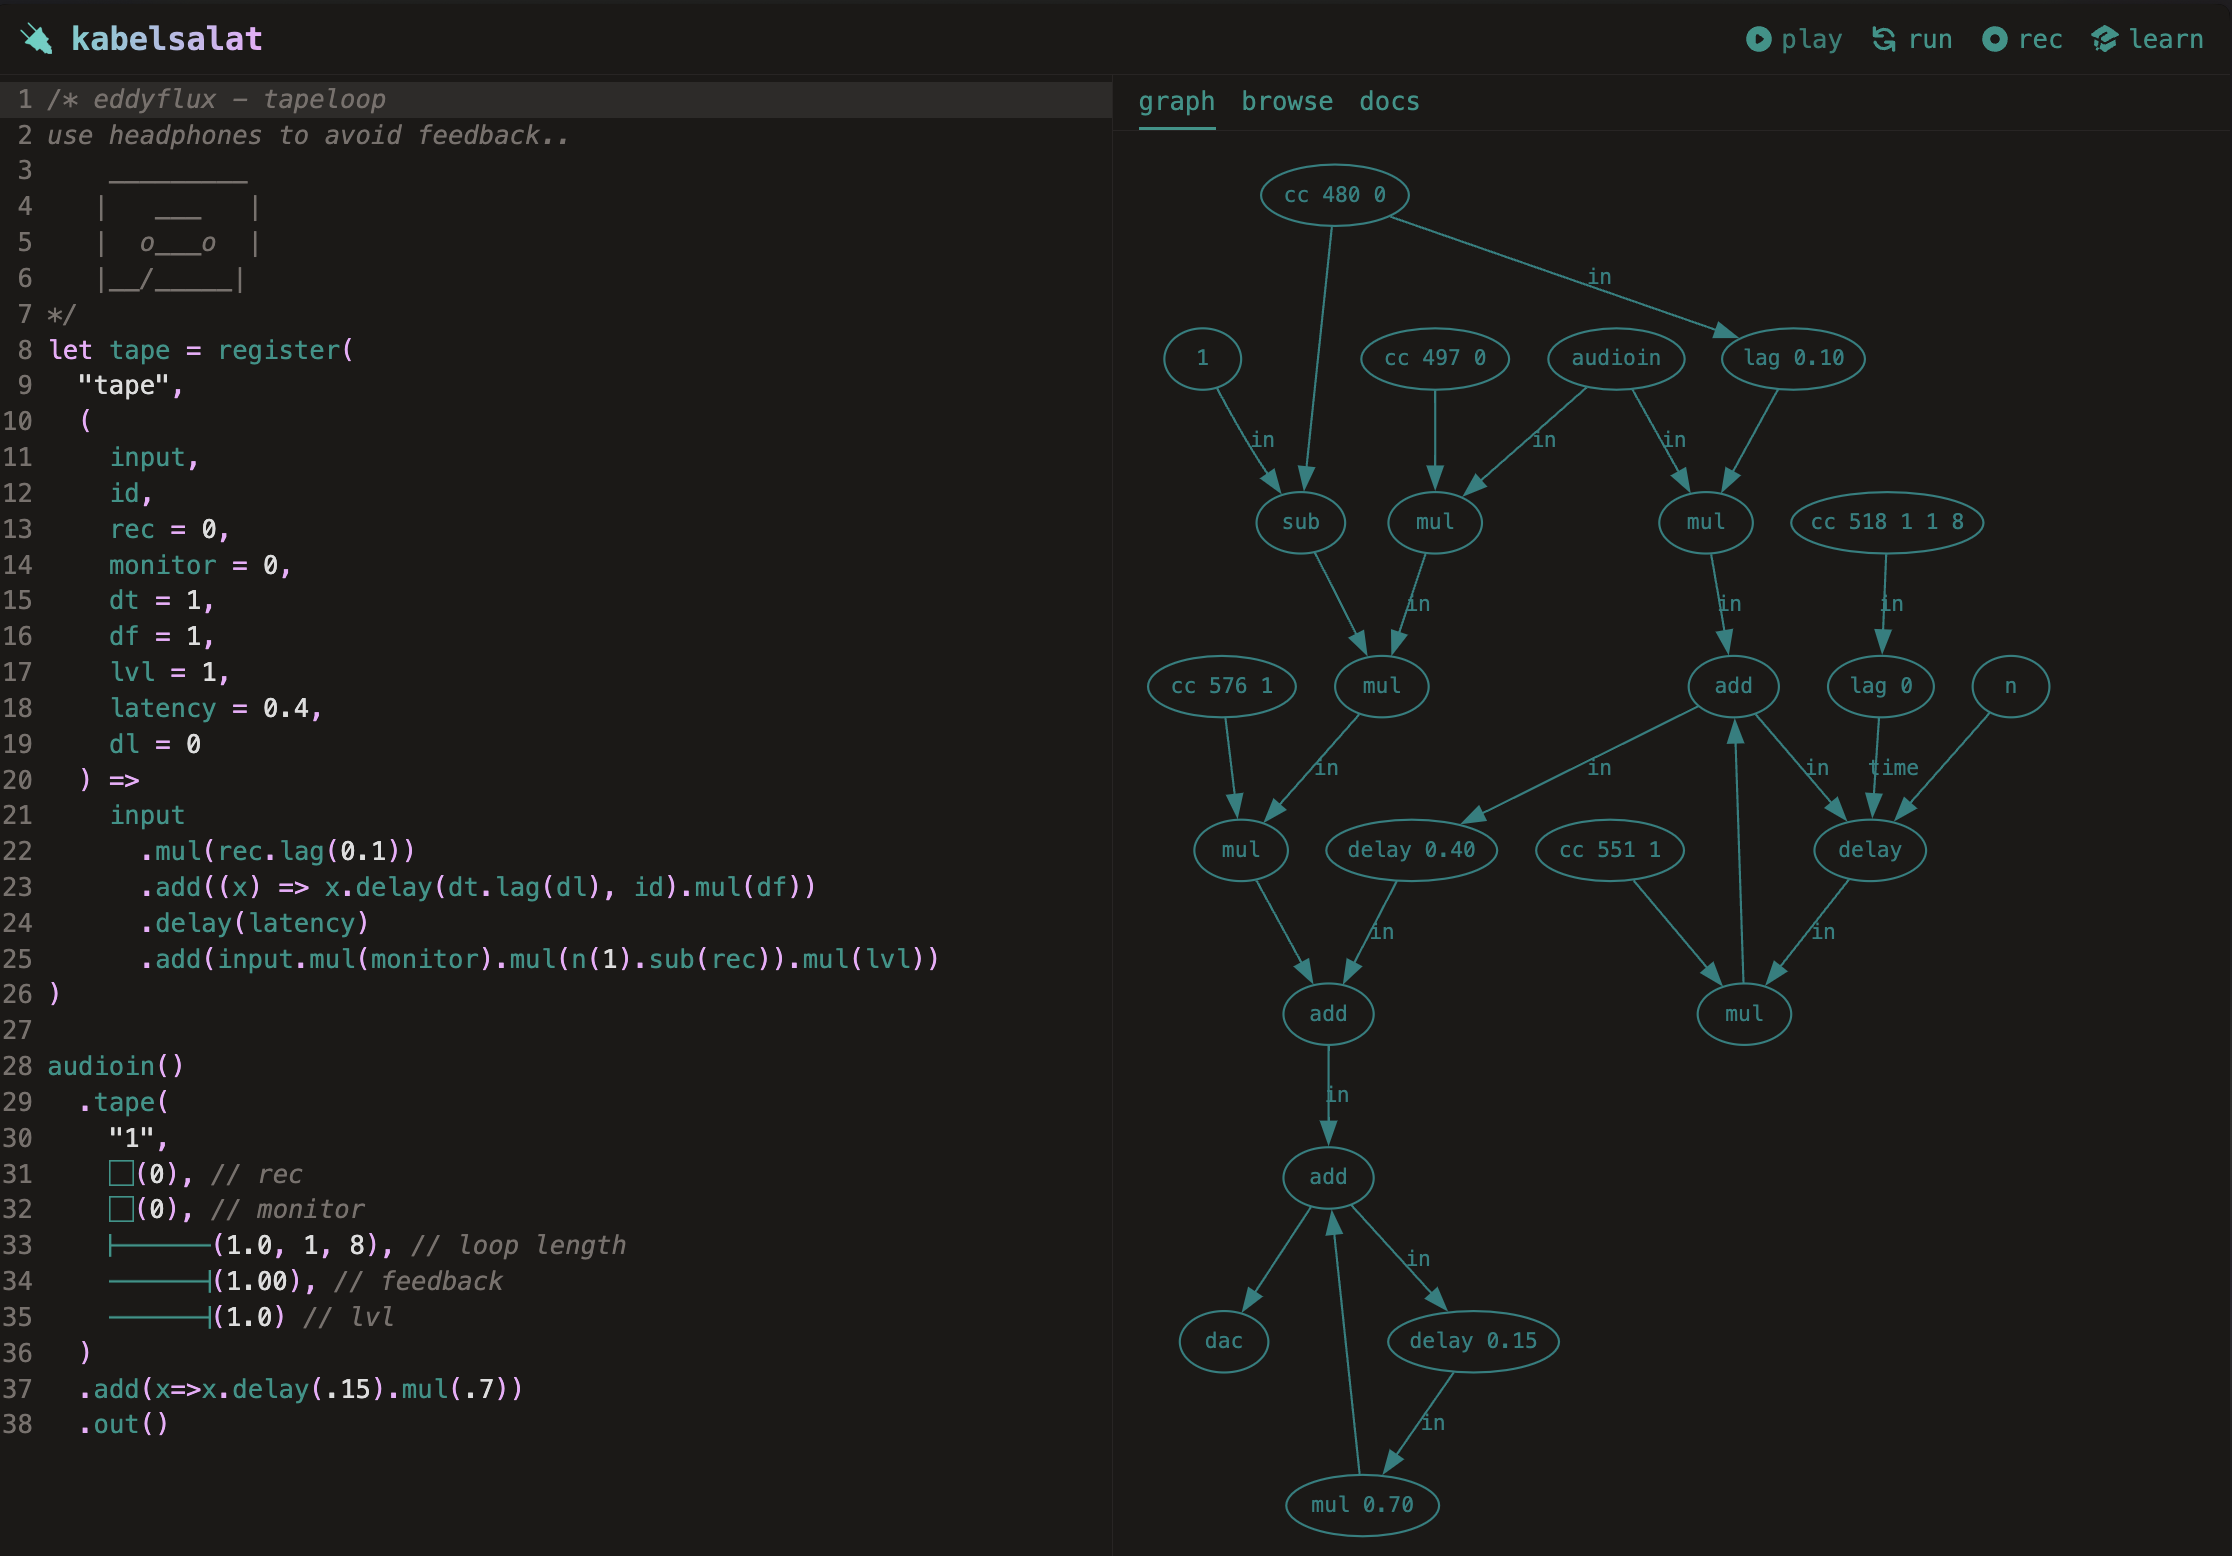 kabelsalat
play run rec learn
1 /* eddyflux - tapeloop
2 use headphones to avoid feedback..
3     _________
4    |   ___   |
5    |  o___o  |
6    |__/_____|
7 */
8 let tape = register(
9   "tape",
10   (
11     input,
12     id,
13     rec = 0,
14     monitor = 0,
15     dt = 1,
16     df = 1,
17     lvl = 1,
18     latency = 0.4,
19     dl = 0
20   ) =>
21     input
22       .mul(rec.lag(0.1))
23       .add((x) => x.delay(dt.lag(dl), id).mul(df))
24       .delay(latency)
25       .add(input.mul(monitor).mul(n(1).sub(rec)).mul(lvl))
26 )
27
28 audioin()
29   .tape(
30     "1",
31     (0), // rec
32     (0), // monitor
33     (1.0, 1, 8), // loop length
34     (1.00), // feedback
35     (1.0) // lvl
36   )
37   .add(x=>x.delay(.15).mul(.7))
38   .out()
graph browse docs
cc 480 0
in
1
cc 497 0
audioin
lag 0.10
in
in
in
sub
mul
mul
cc 518 1 1 8
in
in
in
cc 576 1
mul
add
lag 0
n
in
in
in
time
mul
delay 0.40
cc 551 1
delay
in
in
add
mul
in
add
in
dac
delay 0.15
in
mul 0.70